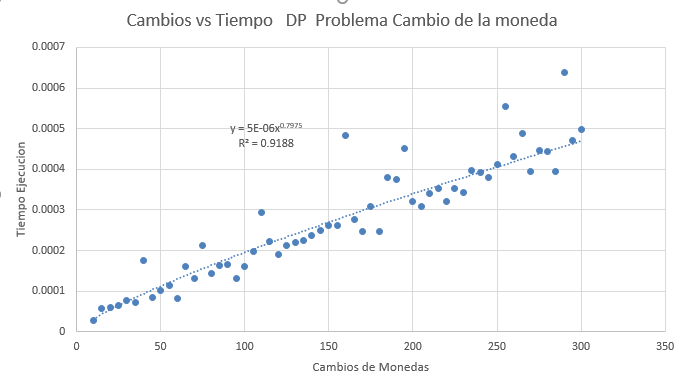 Cambios vs Tiempo   DP  Problema Cambio de la moneda
0.0007
0.0006
0.0005
0.0004
0.0003
0.0002
0.0001
0
Tiempo Ejecucion
y = 5E-06x^0.7975
R² = 0.9188
0 50 100 150 200 250 300 350
Cambios de Monedas